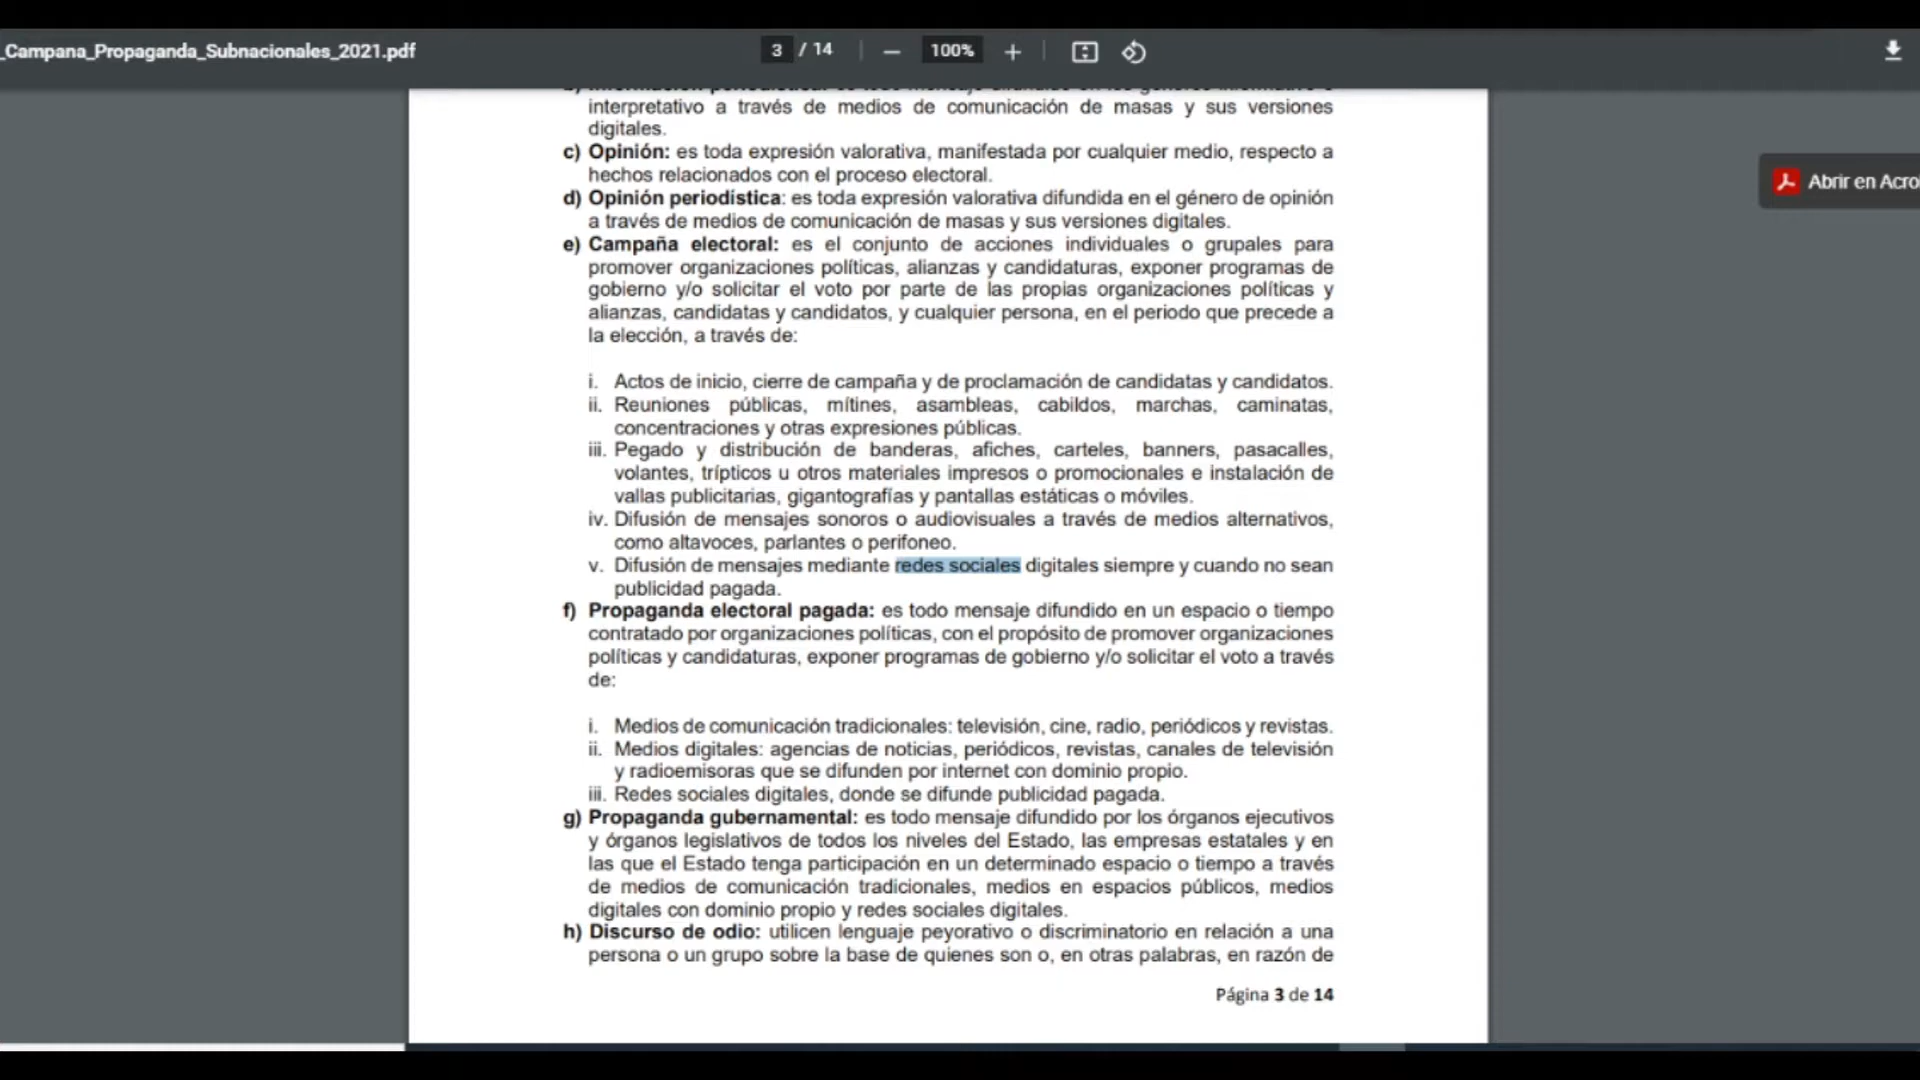 _Campana_Propaganda_Subnacionales_2021.pdf
3 / 14
100%
Abrir en Acro
interpretativo a través de medios de comunicación de masas y sus versiones
digitales.
c) Opinión: es toda expresión valorativa, manifestada por cualquier medio, respecto a
hechos relacionados con el proceso electoral.
d) Opinión periodística: es toda expresión valorativa difundida en el género de opinión
a través de medios de comunicación de masas y sus versiones digitales.
e) Campaña electoral: es el conjunto de acciones individuales o grupales para
promover organizaciones políticas, alianzas y candidaturas, exponer programas de
gobierno y/o solicitar el voto por parte de las propias organizaciones políticas y
alianzas, candidatas y candidatos, y cualquier persona, en el periodo que precede a
la elección, a través de:
i. Actos de inicio, cierre de campaña y de proclamación de candidatas y candidatos.
ii. Reuniones públicas, mítines, asambleas, cabildos, marchas, caminatas,
concentraciones y otras expresiones públicas.
iii. Pegado y distribución de banderas, afiches, carteles, banners, pasacalles,
volantes, trípticos u otros materiales impresos o promocionales e instalación de
vallas publicitarias, gigantografías y pantallas estáticas o móviles.
iv. Difusión de mensajes sonoros o audiovisuales a través de medios alternativos,
como altavoces, parlantes o perifoneo.
v. Difusión de mensajes mediante redes sociales digitales siempre y cuando no sean
publicidad pagada.
f) Propaganda electoral pagada: es todo mensaje difundido en un espacio o tiempo
contratado por organizaciones políticas, con el propósito de promover organizaciones
políticas y candidaturas, exponer programas de gobierno y/o solicitar el voto a través
de:
i. Medios de comunicación tradicionales: televisión, cine, radio, periódicos y revistas.
ii. Medios digitales: agencias de noticias, periódicos, revistas, canales de televisión
y radioemisoras que se difunden por internet con dominio propio.
iii. Redes sociales digitales, donde se difunde publicidad pagada.
g) Propaganda gubernamental: es todo mensaje difundido por los órganos ejecutivos
y órganos legislativos de todos los niveles del Estado, las empresas estatales y en
las que el Estado tenga participación en un determinado espacio o tiempo a través
de medios de comunicación tradicionales, medios en espacios públicos, medios
digitales con dominio propio y redes sociales digitales.
h) Discurso de odio: utilicen lenguaje peyorativo o discriminatorio en relación a una
persona o un grupo sobre la base de quienes son o, en otras palabras, en razón de
Página 3 de 14